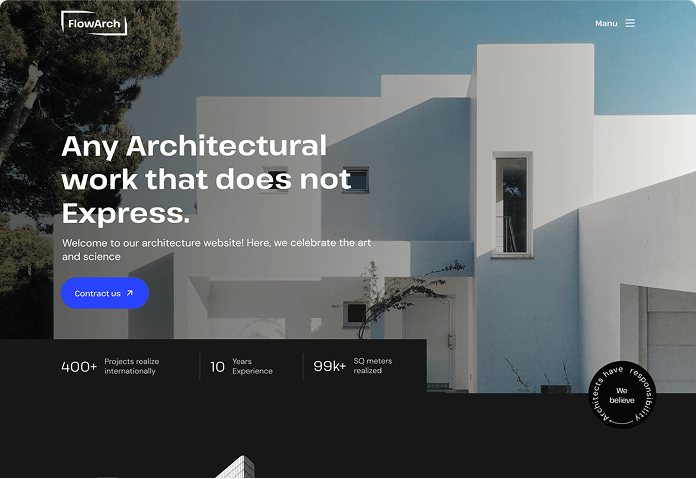 FlowArch
Manu
Any Architectural
work that does not
Express.
Welcome to our architecture website! Here, we celebrate the art
and science
Contract us
400+
Projects realize
internationally
10
Years
Experience
99k+
SQ meters
realized
Architects have responsibility
We
believe